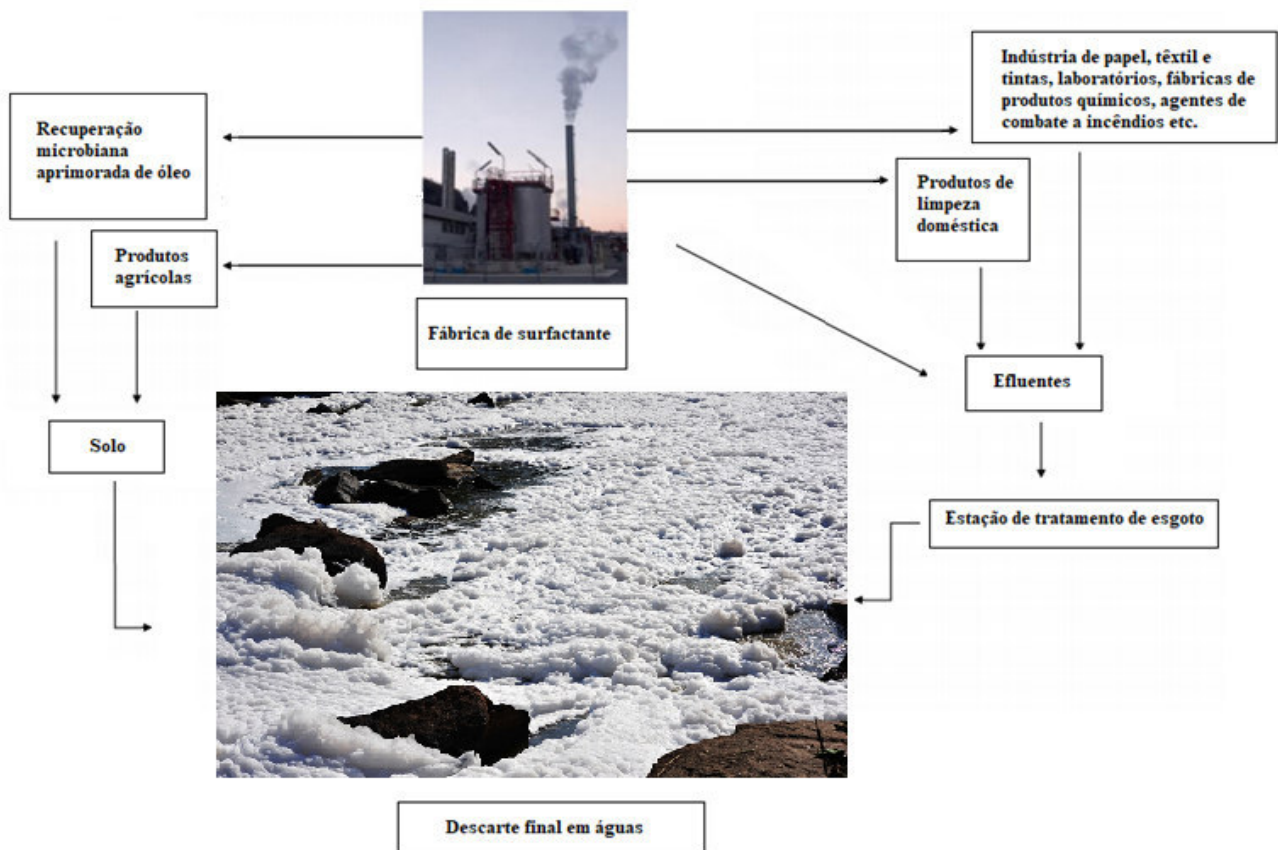 Indústria de papel, têxtil e
tintas, laboratórios, fábricas de
produtos químicos, agentes de
combate a incêndios etc.
Recuperação
microbiana
aprimorada de óleo
Produtos de
limpeza
doméstica
Produtos
agrícolas
Fábrica de surfactante
Efluentes
Solo
Estação de tratamento de esgoto
Descarte final em águas